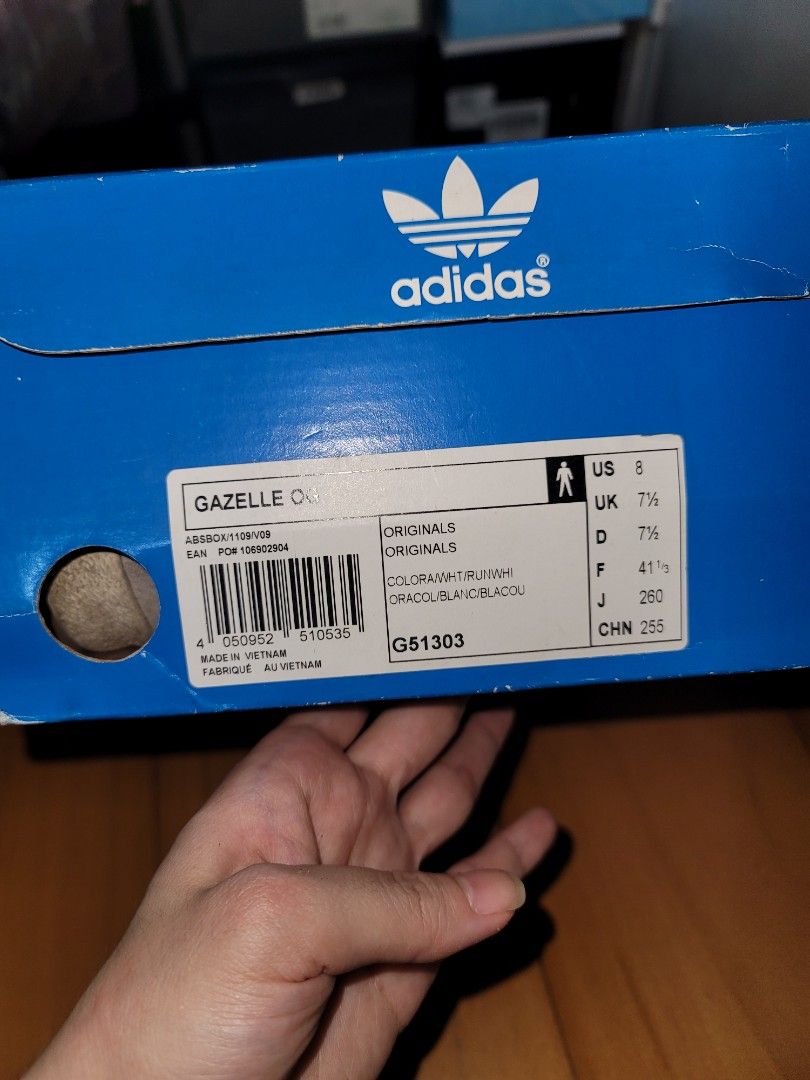 adidas®
GAZELLE OG
ABSBOX/1109/V09
EAN PO# 106902904
4 050952 510535
MADE IN VIETNAM
FABRIQUÉ AU VIETNAM
ORIGINALS
ORIGINALS
COLORA/WHT/RUNWHI
ORACOL/BLANC/BLACOU
G51303
US 8
UK 7½
D 7½
F 41 1/3
J 260
CHN 255